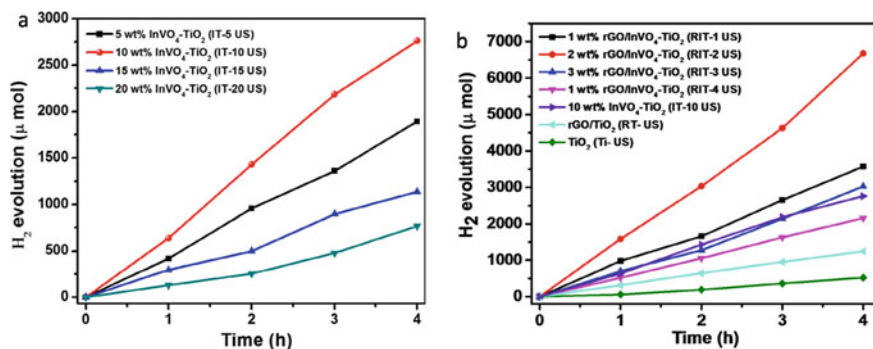 a
3000
2500
2000
1500
1000
500
0
H₂ evolution (μ mol)
5 wt% InVO₄-TiO₂ (IT-5 US)
10 wt% InVO₄-TiO₂ (IT-10 US)
15 wt% InVO₄-TiO₂ (IT-15 US)
20 wt% InVO₄-TiO₂ (IT-20 US)
0 1 2 3 4
Time (h)
b
7000
6000
5000
4000
3000
2000
1000
0
H₂ evolution (μ mol)
1 wt% rGO/InVO₄-TiO₂ (RIT-1 US)
2 wt% rGO/InVO₄-TiO₂ (RIT-2 US)
3 wt% rGO/InVO₄-TiO₂ (RIT-3 US)
1 wt% rGO/InVO₄-TiO₂ (RIT-4 US)
10 wt% InVO₄-TiO₂ (IT-10 US)
rGO/TiO₂ (RT- US)
TiO₂ (Ti- US)
0 1 2 3 4
Time (h)